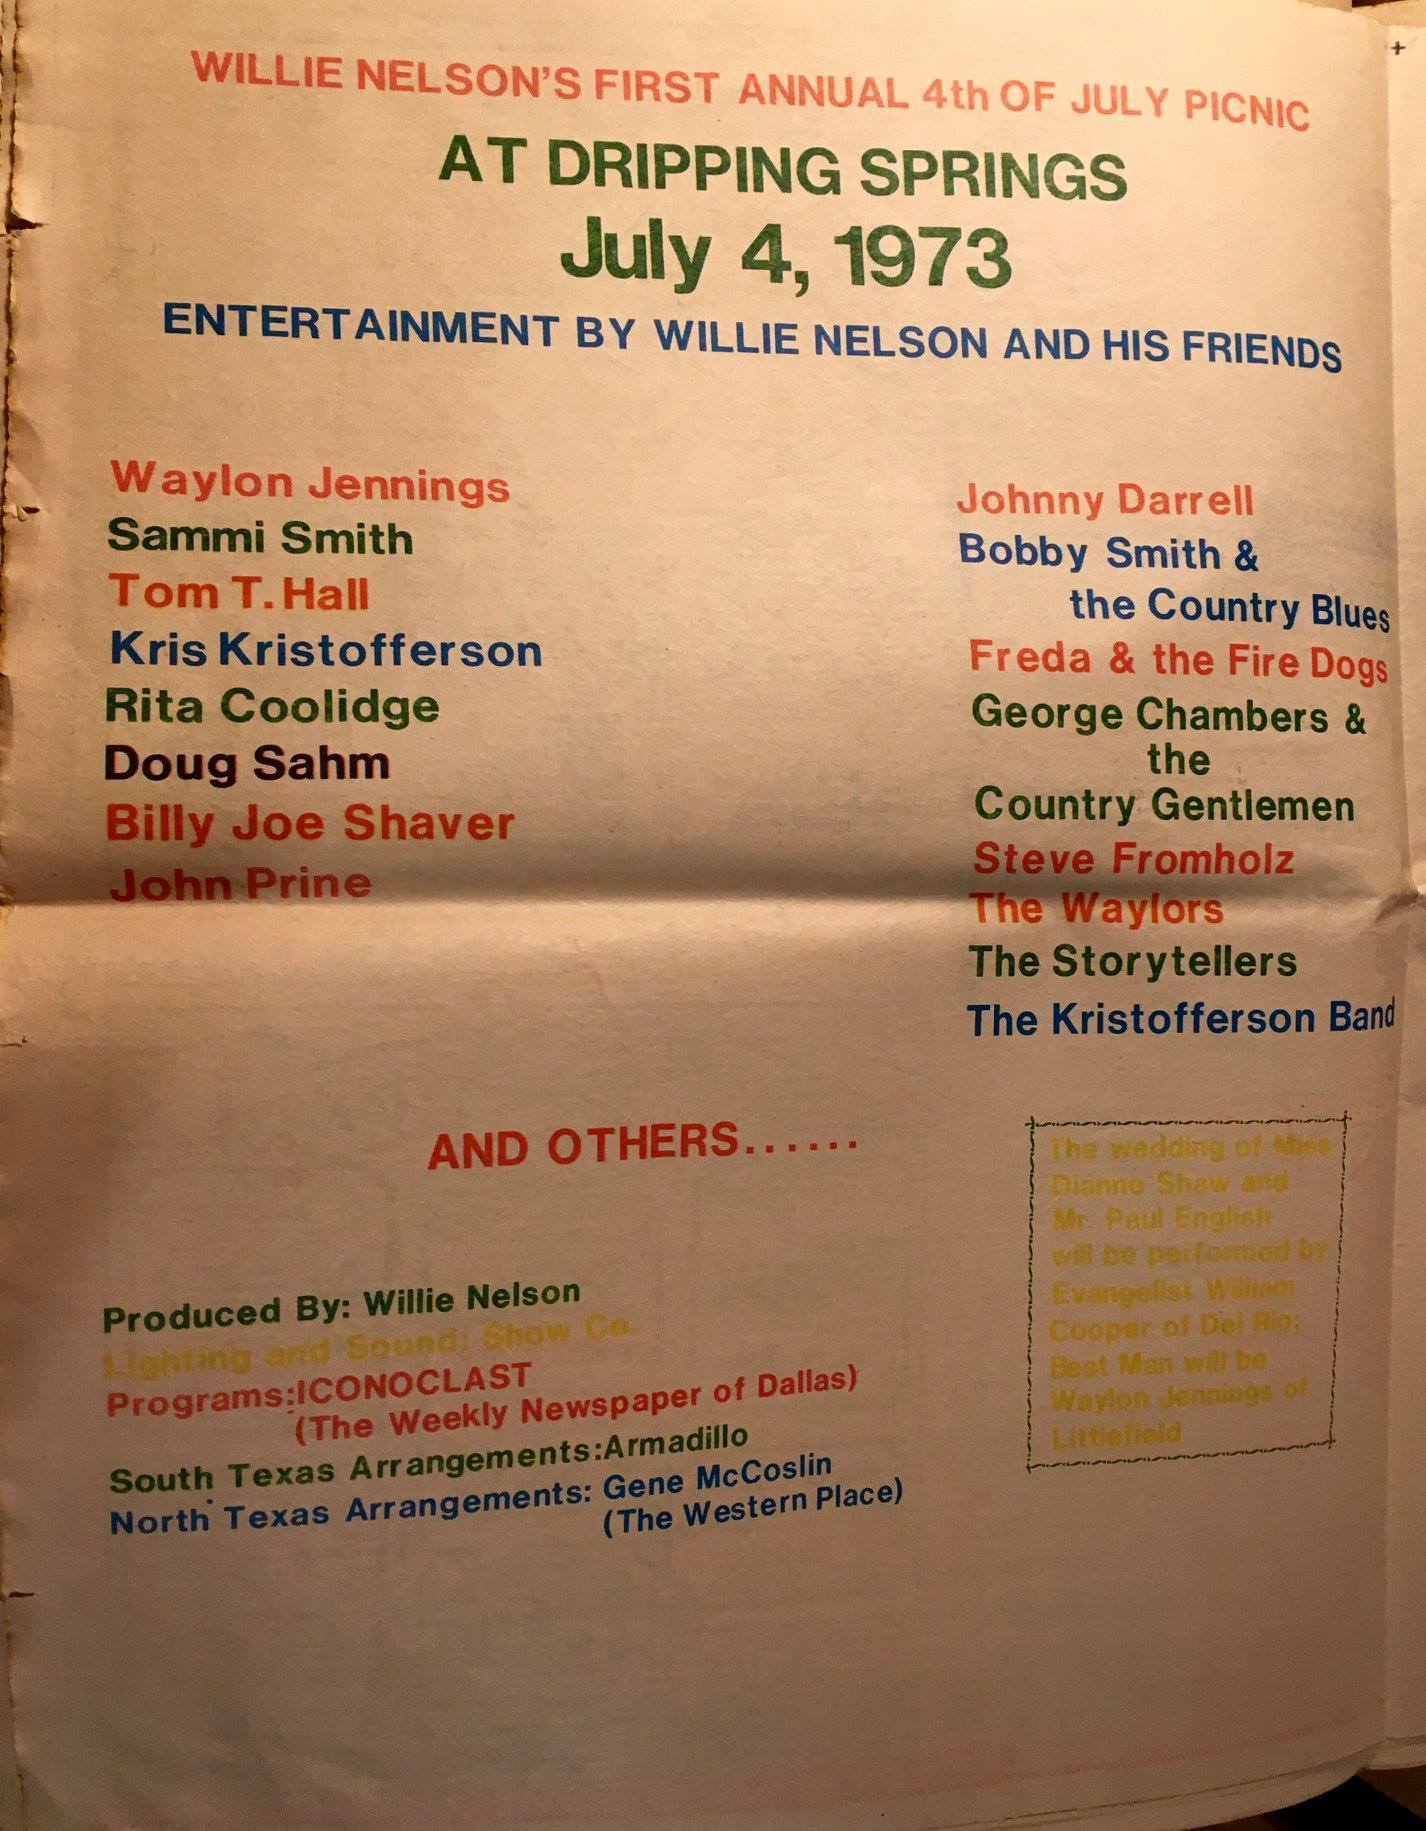 WILLIE NELSON'S FIRST ANNUAL 4th OF JULY PICNIC
AT DRIPPING SPRINGS
July 4, 1973
ENTERTAINMENT BY WILLIE NELSON AND HIS FRIENDS
Waylon Jennings
Sammi Smith
Tom T. Hall
Kris Kristofferson
Rita Coolidge
Doug Sahm
Billy Joe Shaver
John Prine
Johnny Darrell
Bobby Smith &
the Country Blues
Freda & the Fire Dogs
George Chambers &
the
Country Gentlemen
Steve Fromholz
The Waylors
The Storytellers
The Kristofferson Band
AND OTHERS......
Produced By: Willie Nelson
Lighting and Sound: Show Co.
Programs:ICONOCLAST
(The Weekly Newspaper of Dallas)
South Texas Arrangements:Armadillo
North Texas Arrangements: Gene McCoslin
(The Western Place)
The wedding of Miss
Dianne Shaw and
Mr. Paul English
will be performed by
Evangelist William
Cooper of Del Rio;
Best Man will be
Waylon Jennings of
Littlefield